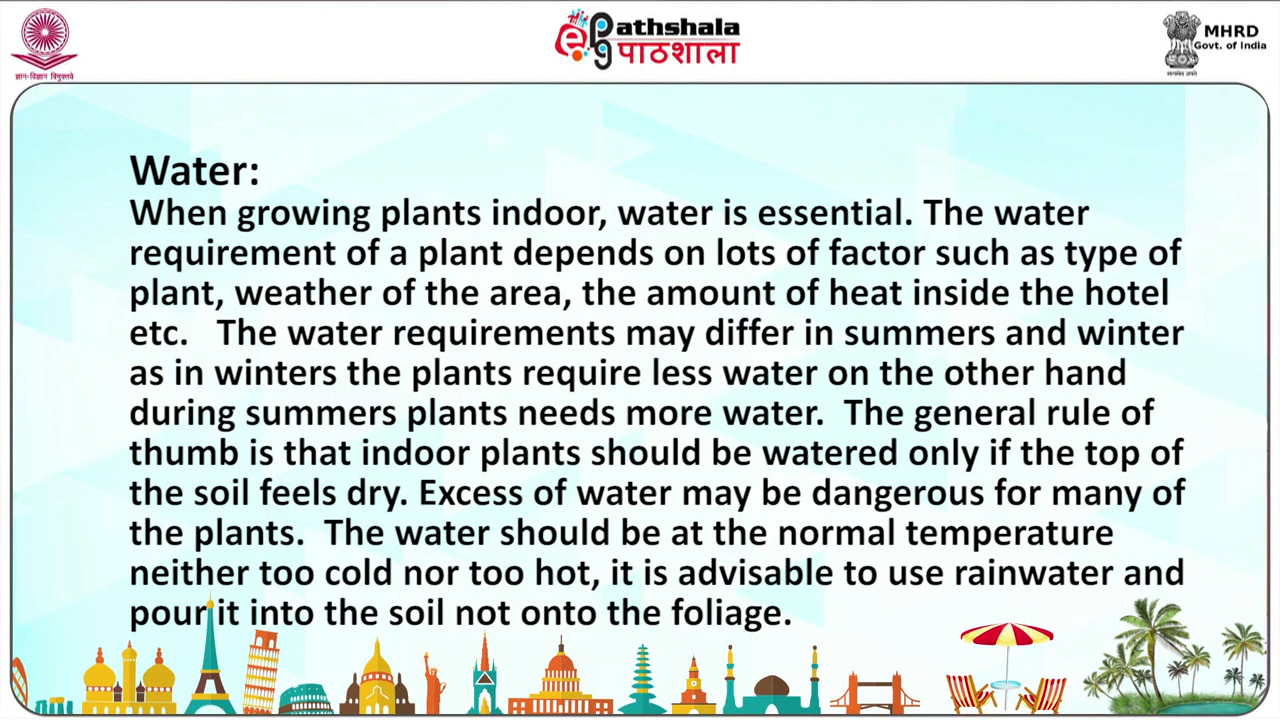 Pathshala
पाठशाला
MHRD
Govt. of India
ज्ञान-विज्ञान विमुक्तये
सत्यमेव जयते
Water:
When growing plants indoor, water is essential. The water
requirement of a plant depends on lots of factor such as type of
plant, weather of the area, the amount of heat inside the hotel
etc.   The water requirements may differ in summers and winter
as in winters the plants require less water on the other hand
during summers plants needs more water.  The general rule of
thumb is that indoor plants should be watered only if the top of
the soil feels dry. Excess of water may be dangerous for many of
the plants.  The water should be at the normal temperature
neither too cold nor too hot, it is advisable to use rainwater and
pour it into the soil not onto the foliage.